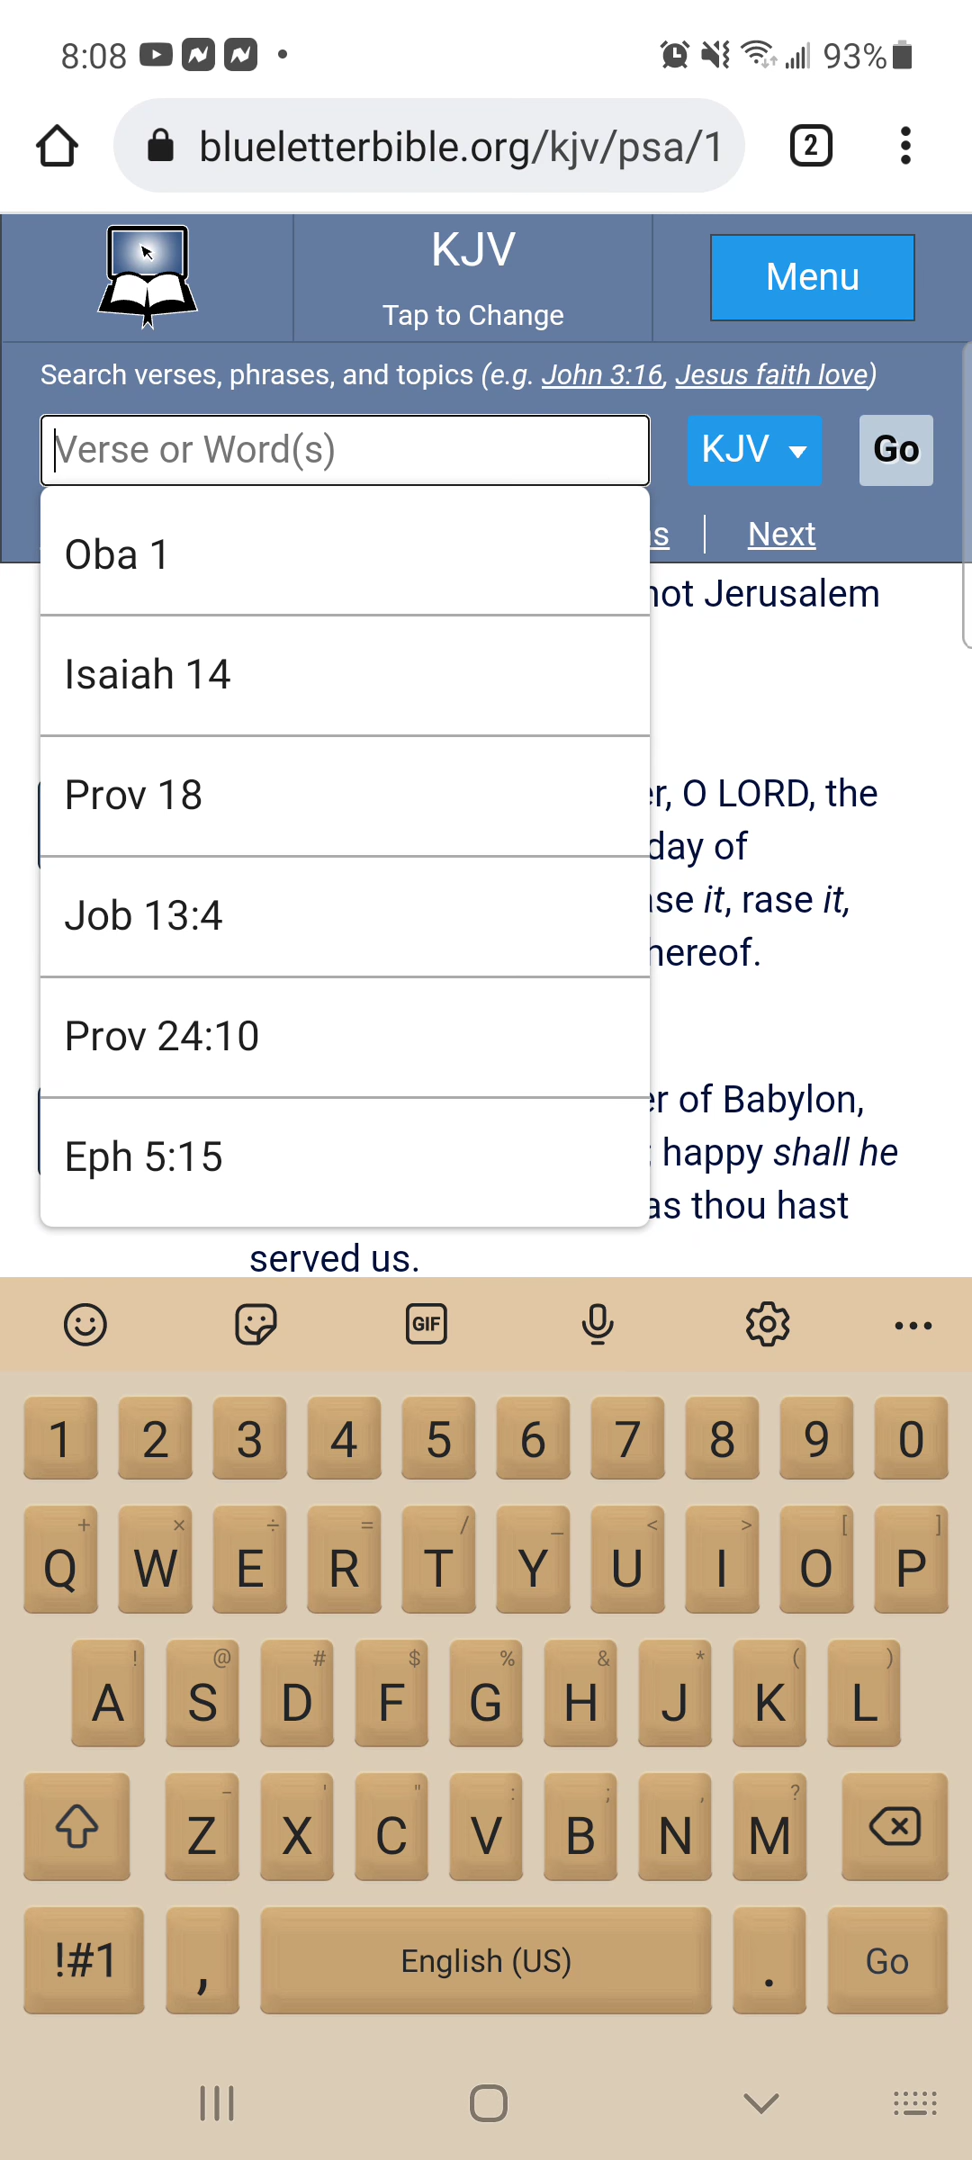 8:08
93%
blueletterbible.org/kjv/psa/1
2
KJV
Tap to Change
Menu
Search verses, phrases, and topics (e.g. John 3:16, Jesus faith love)
Verse or Word(s)
KJV
Go
s | Next
Oba 1
not Jerusalem
Isaiah 14
Prov 18
er, O LORD, the
day of
ase it, rase it,
Job 13:4
hereof.
Prov 24:10
er of Babylon,
Eph 5:15
; happy shall he
as thou hast
served us.
GIF
1 2 3 4 5 6 7 8 9 0
+ × ÷ = / _ < > [ ]
Q W E R T Y U I O P
! @ # $ % & * ( )
A S D F G H J K L
- ' " : ; , ?
Z X C V B N M
!#1 , English (US) . Go